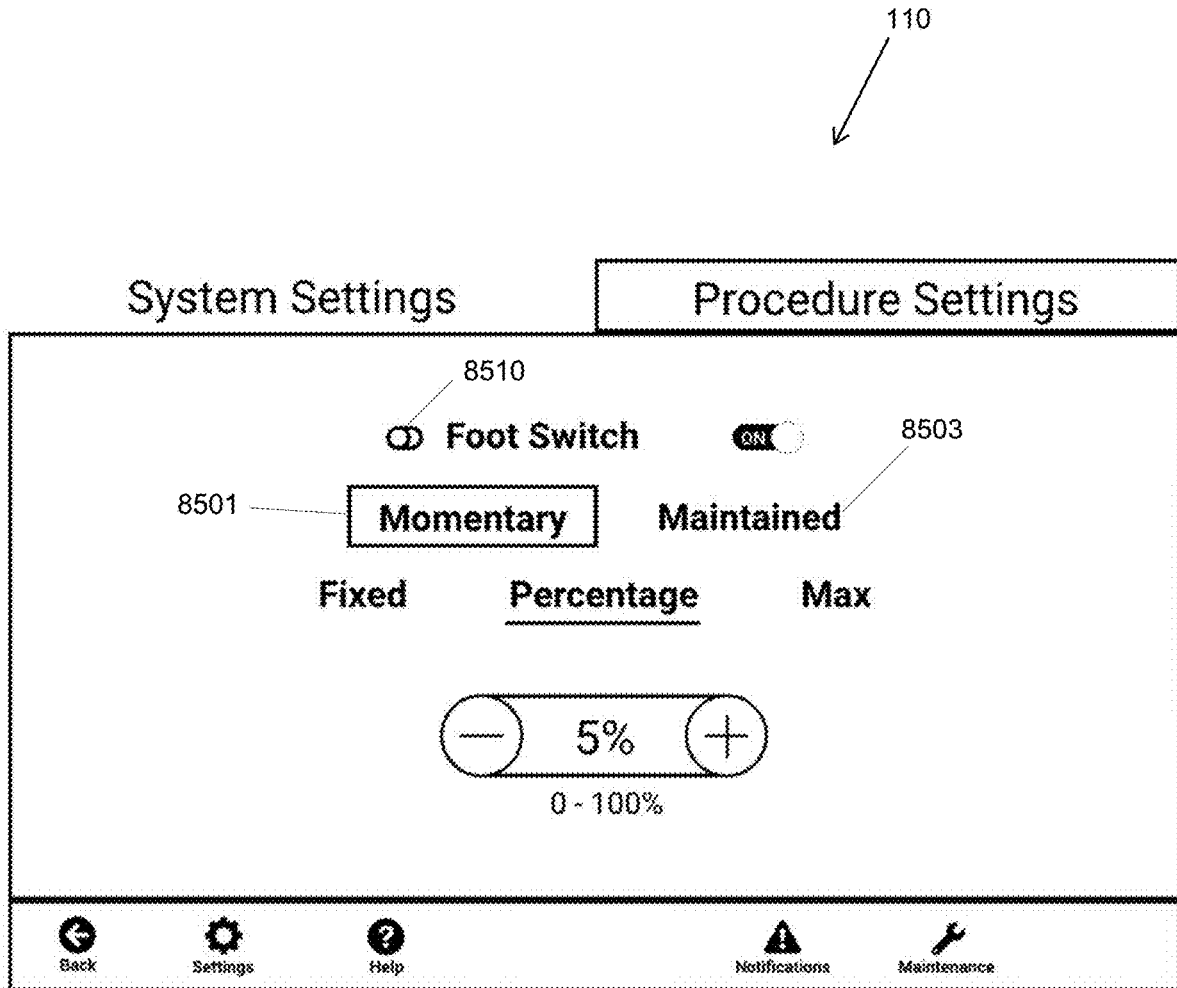 110
System Settings Procedure Settings
8510
Foot Switch ON
8503
8501
Momentary Maintained
Fixed Percentage Max
− 5% +
0 - 100%
Back Settings Help Notifications Maintenance